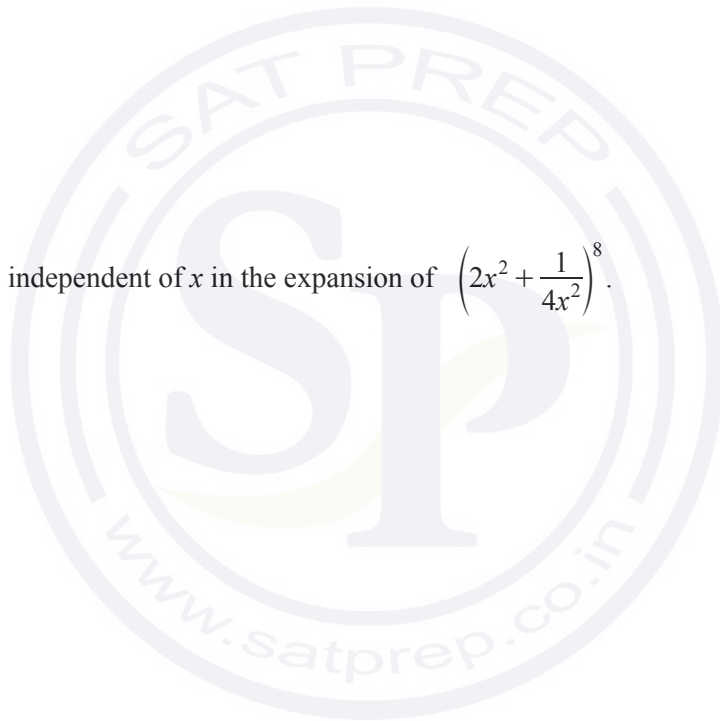 SAT PREP
independent of x in the expansion of (2x² + 1/4x²)⁸.
SP
www.satprep.co.in